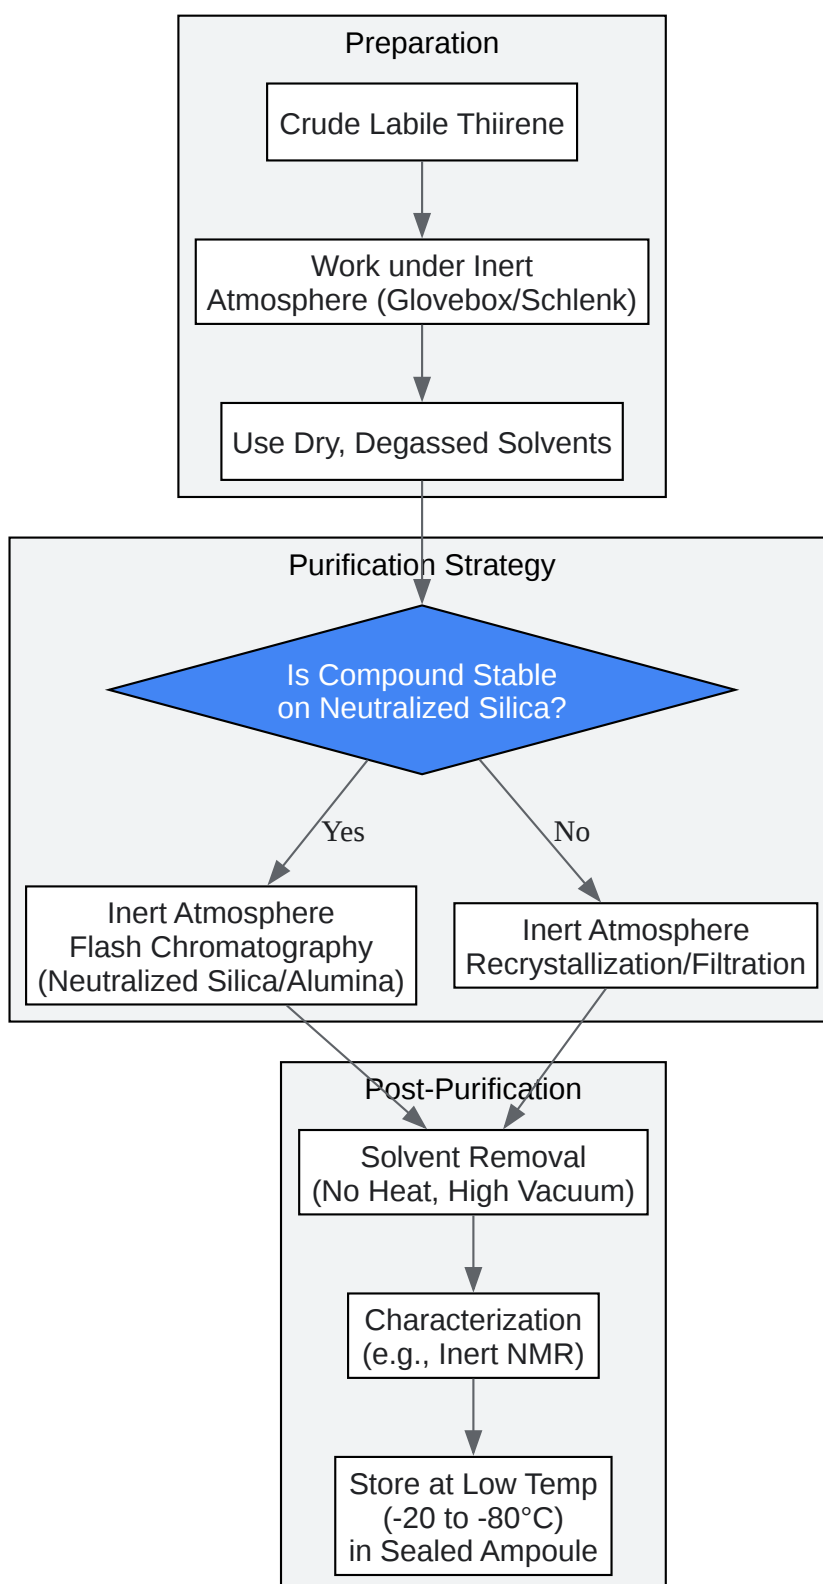 Preparation
Crude Labile Thiirene
Work under Inert
Atmosphere (Glovebox/Schlenk)
Use Dry, Degassed Solvents
Purification Strategy
Is Compound Stable
on Neutralized Silica?
Yes
No
Inert Atmosphere
Flash Chromatography
(Neutralized Silica/Alumina)
Inert Atmosphere
Recrystallization/Filtration
Post-Purification
Solvent Removal
(No Heat, High Vacuum)
Characterization
(e.g., Inert NMR)
Store at Low Temp
(-20 to -80°C)
in Sealed Ampoule